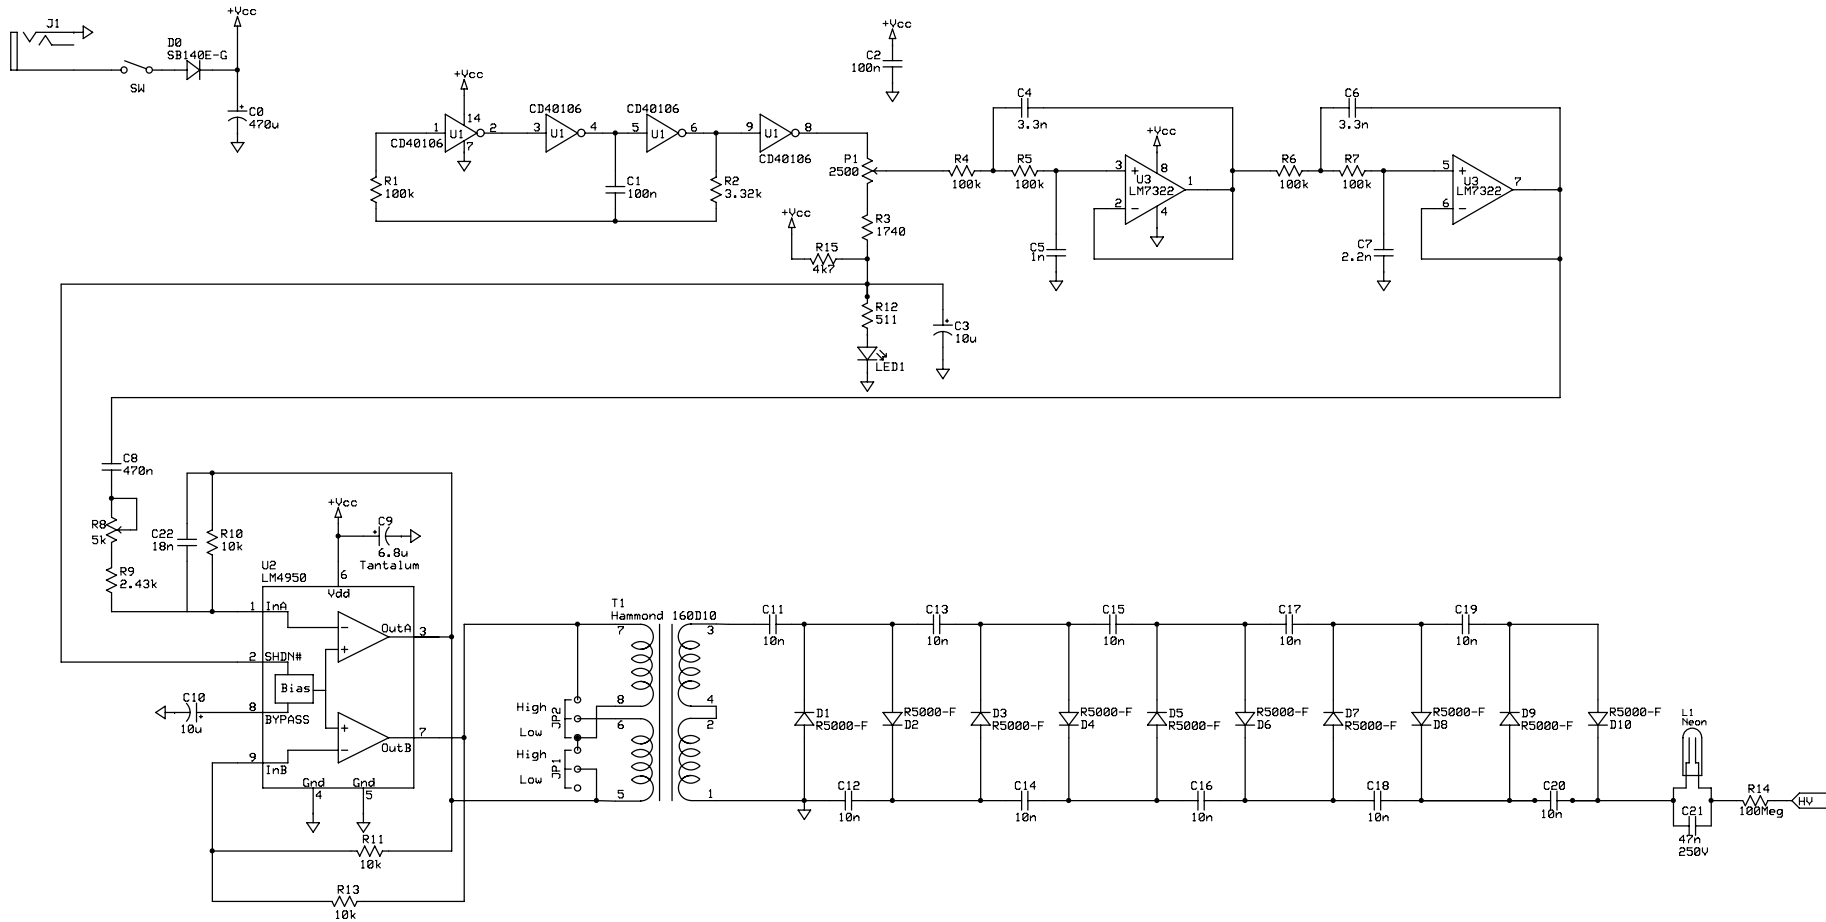 J1
+Vcc
D0
SB140E-G
SW
C0
470u
+Vcc
14
1
U1
2
CD40106
7
CD40106
3
U1
4
CD40106
5
U1
6
9
U1
8
CD40106
R1
100k
C1
100n
R2
3.32k
+Vcc
C2
100n
P1
2500
R3
1740
+Vcc
R15
4k7
R12
511
LED1
C3
10u
R4
100k
R5
100k
C4
3.3n
C5
1n
+Vcc
3
8
U3
LM7322
1
2
4
R6
100k
R7
100k
C6
3.3n
C7
2.2n
5
U3
LM7322
7
6
C8
470n
R8
5k
R9
2.43k
C22
18n
R10
10k
+Vcc
C9
6.8u
Tantalum
U2
LM4950
6
Vdd
1
InA
OutA
3
2
SHDN#
Bias
8
BYPASS
C10
10u
OutB
7
9
InB
Gnd
4
Gnd
5
R11
10k
R13
10k
T1
Hammond 160D10
7
8
6
5
3
4
2
1
High
Low
JP2
High
Low
JP1
C11
10n
C13
10n
C15
10n
C17
10n
C19
10n
D1
R5000-F
R5000-F
D2
D3
R5000-F
R5000-F
D4
D5
R5000-F
R5000-F
D6
D7
R5000-F
R5000-F
D8
D9
R5000-F
R5000-F
D10
C12
10n
C14
10n
C16
10n
C18
10n
C20
10n
L1
Neon
C21
47n
250V
R14
100Meg
HV